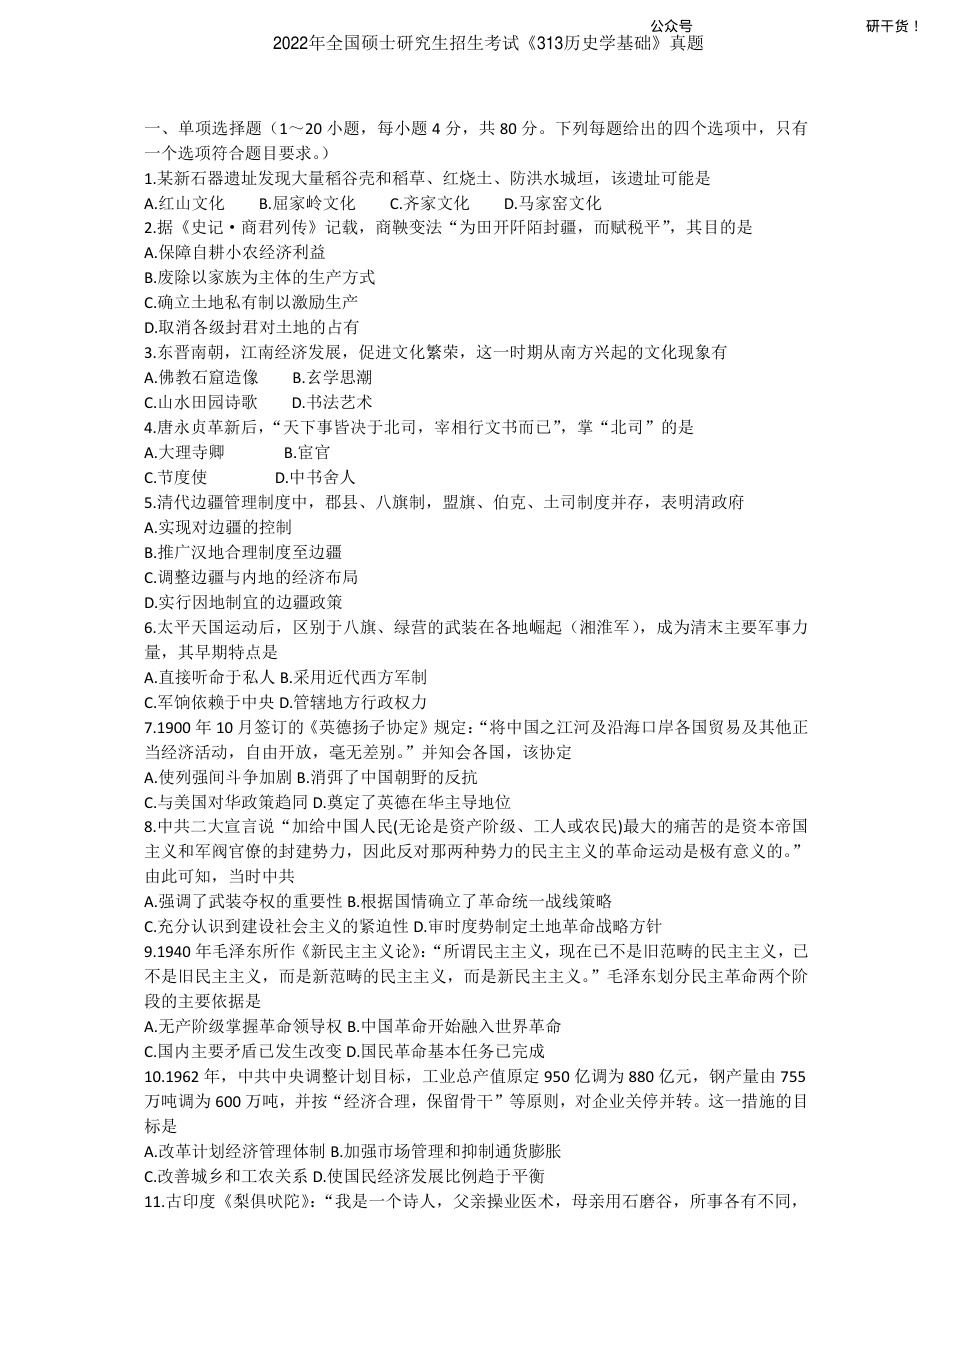 公众号 研干货！
2022年全国硕士研究生招生考试《313历史学基础》真题
一、单项选择题（1～20 小题，每小题 4 分，共 80 分。下列每题给出的四个选项中，只有
一个选项符合题目要求。）
1.某新石器遗址发现大量稻谷壳和稻草、红烧土、防洪水城垣，该遗址可能是
A.红山文化 B.屈家岭文化 C.齐家文化 D.马家窑文化
2.据《史记·商君列传》记载，商鞅变法“为田开阡陌封疆，而赋税平”，其目的是
A.保障自耕小农经济利益
B.废除以家族为主体的生产方式
C.确立土地私有制以激励生产
D.取消各级封君对土地的占有
3.东晋南朝，江南经济发展，促进文化繁荣，这一时期从南方兴起的文化现象有
A.佛教石窟造像 B.玄学思潮
C.山水田园诗歌 D.书法艺术
4.唐永贞革新后，“天下事皆决于北司，宰相行文书而已”，掌“北司”的是
A.大理寺卿 B.宦官
C.节度使 D.中书舍人
5.清代边疆管理制度中，郡县、八旗制，盟旗、伯克、土司制度并存，表明清政府
A.实现对边疆的控制
B.推广汉地合理制度至边疆
C.调整边疆与内地的经济布局
D.实行因地制宜的边疆政策
6.太平天国运动后，区别于八旗、绿营的武装在各地崛起（湘淮军），成为清末主要军事力
量，其早期特点是
A.直接听命于私人 B.采用近代西方军制
C.军饷依赖于中央 D.管辖地方行政权力
7.1900 年 10 月签订的《英德扬子协定》规定：“将中国之江河及沿海口岸各国贸易及其他正
当经济活动，自由开放，毫无差别。”并知会各国，该协定
A.使列强间斗争加剧 B.消弭了中国朝野的反抗
C.与美国对华政策趋同 D.奠定了英德在华主导地位
8.中共二大宣言说“加给中国人民(无论是资产阶级、工人或农民)最大的痛苦的是资本帝国
主义和军阀官僚的封建势力，因此反对那两种势力的民主主义的革命运动是极有意义的。”
由此可知，当时中共
A.强调了武装夺权的重要性 B.根据国情确立了革命统一战线策略
C.充分认识到建设社会主义的紧迫性 D.审时度势制定土地革命战略方针
9.1940 年毛泽东所作《新民主主义论》：“所谓民主主义，现在已不是旧范畴的民主主义，已
不是旧民主主义，而是新范畴的民主主义，而是新民主主义。”毛泽东划分民主革命两个阶
段的主要依据是
A.无产阶级掌握革命领导权 B.中国革命开始融入世界革命
C.国内主要矛盾已发生改变 D.国民革命基本任务已完成
10.1962 年，中共中央调整计划目标，工业总产值原定 950 亿调为 880 亿元，钢产量由 755
万吨调为 600 万吨，并按“经济合理，保留骨干”等原则，对企业关停并转。这一措施的目
标是
A.改革计划经济管理体制 B.加强市场管理和抑制通货膨胀
C.改善城乡和工农关系 D.使国民经济发展比例趋于平衡
11.古印度《梨俱吠陀》：“我是一个诗人，父亲操业医术，母亲用石磨谷，所事各有不同，